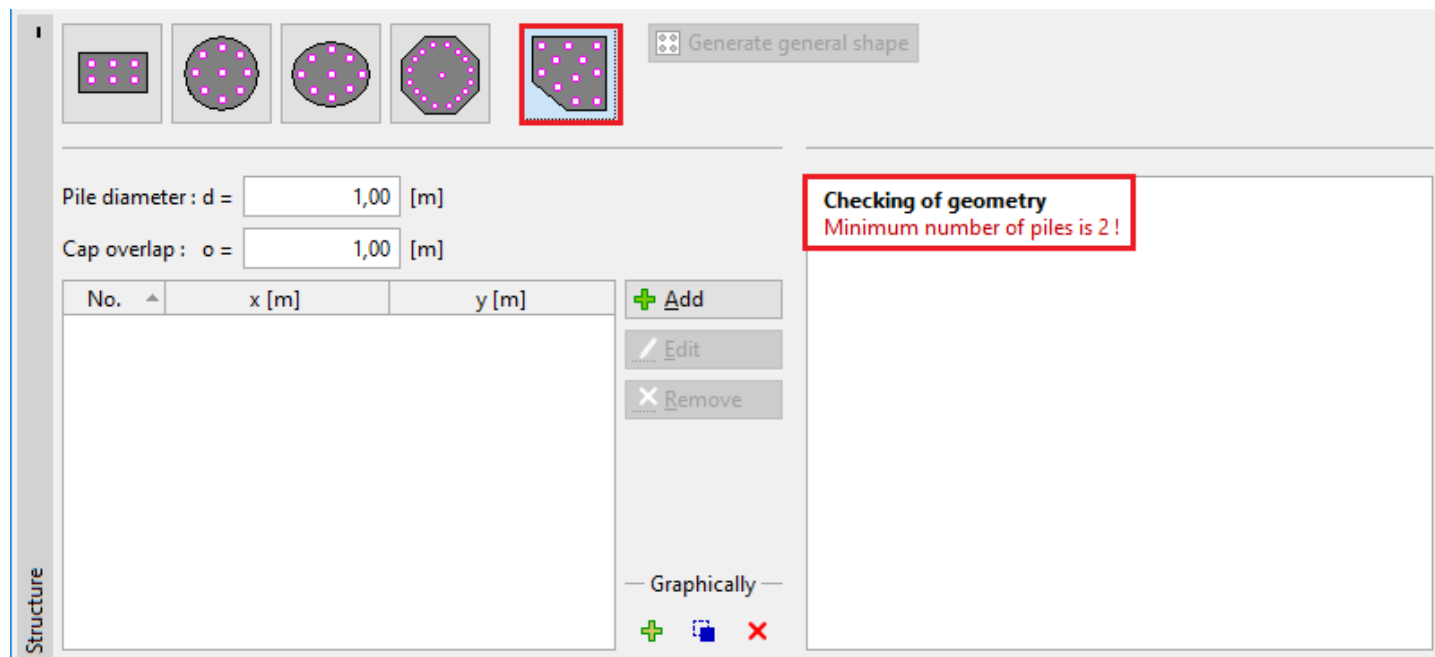 Generate general shape
Pile diameter : d = 1,00 [m]
Cap overlap : o = 1,00 [m]
Checking of geometry
Minimum number of piles is 2 !
No. x [m] y [m]
Add
Edit
Remove
Graphically
Structure